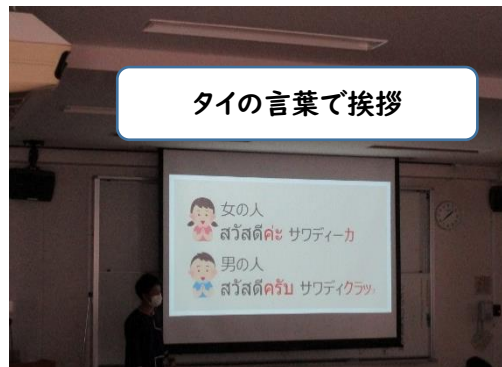 タイの言葉で挨拶
女の人
สวัสดีค่ะ サワディーカ
男の人
สวัสดีครับ サワディクラッ